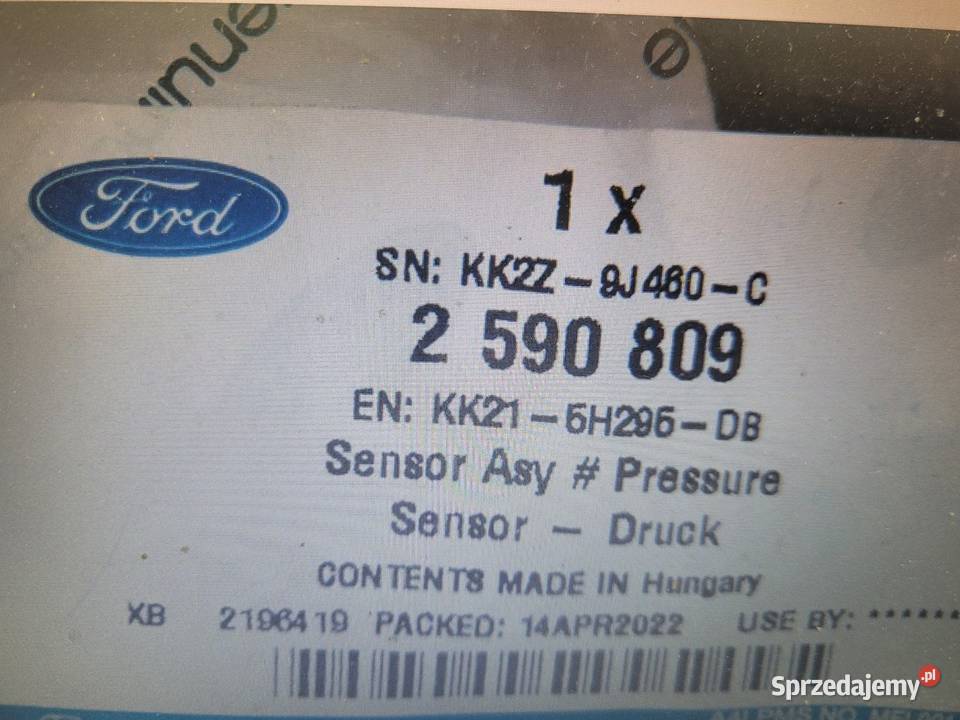 Ford
1 x
SN: KK2Z-9J460-C
2 590 809
EN: KK21-5H295-DB
Sensor Asy # Pressure
Sensor - Druck
CONTENTS MADE IN Hungary
XB 2196419 PACKED: 14APR2022 USE BY: ******
Sprzedajemy.pl